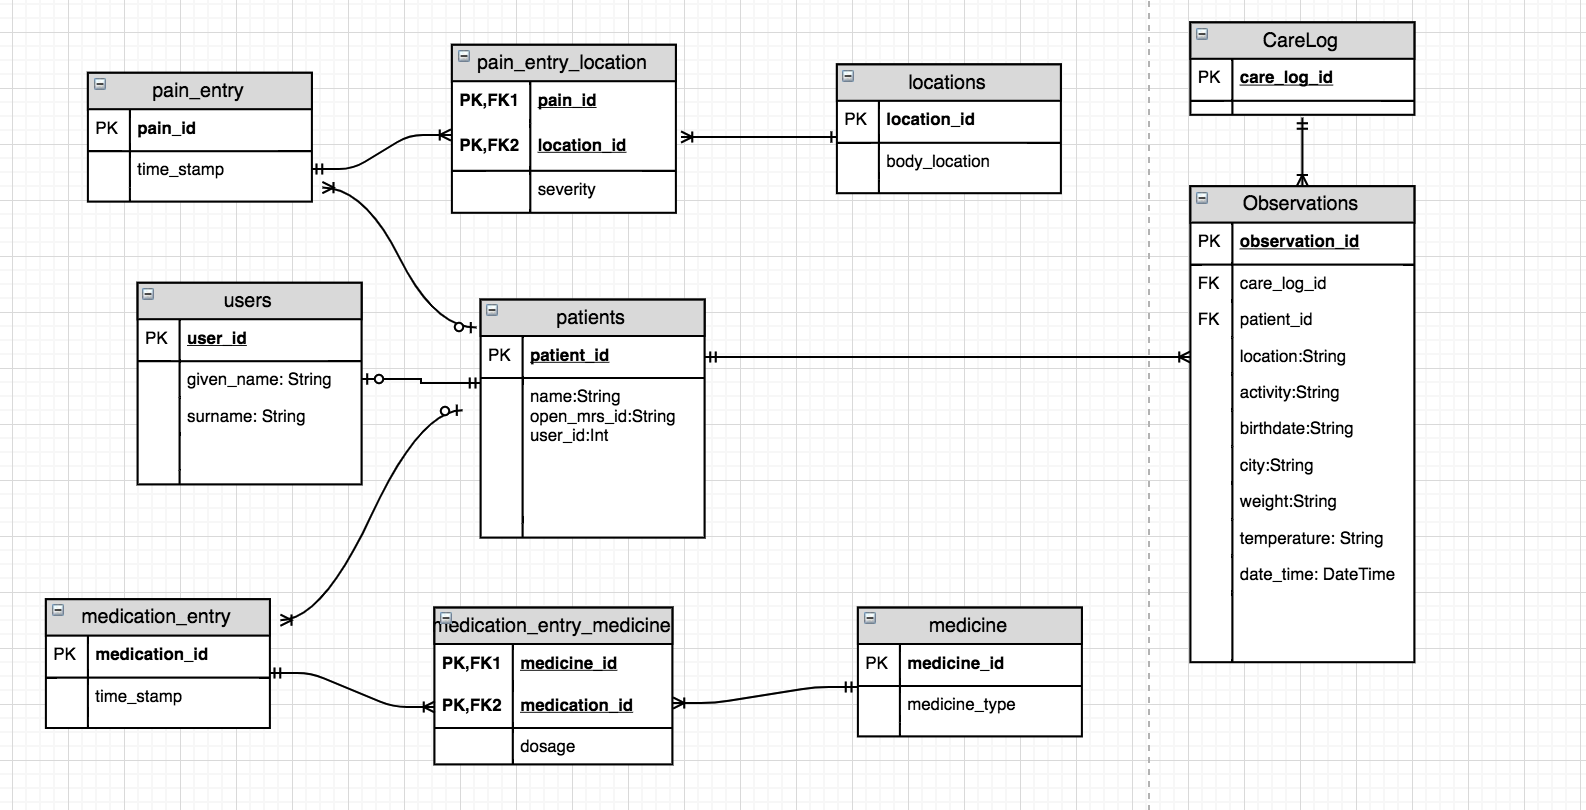 pain_entry
PK pain_id
time_stamp
pain_entry_location
PK,FK1 pain_id
PK,FK2 location_id
severity
locations
PK location_id
body_location
CareLog
PK care_log_id
Observations
PK observation_id
FK care_log_id
FK patient_id
location:String
activity:String
birthdate:String
city:String
weight:String
temperature: String
date_time: DateTime
users
PK user_id
given_name: String
surname: String
patients
PK patient_id
name:String
open_mrs_id:String
user_id:Int
medication_entry
PK medication_id
time_stamp
medication_entry_medicine
PK,FK1 medicine_id
PK,FK2 medication_id
dosage
medicine
PK medicine_id
medicine_type